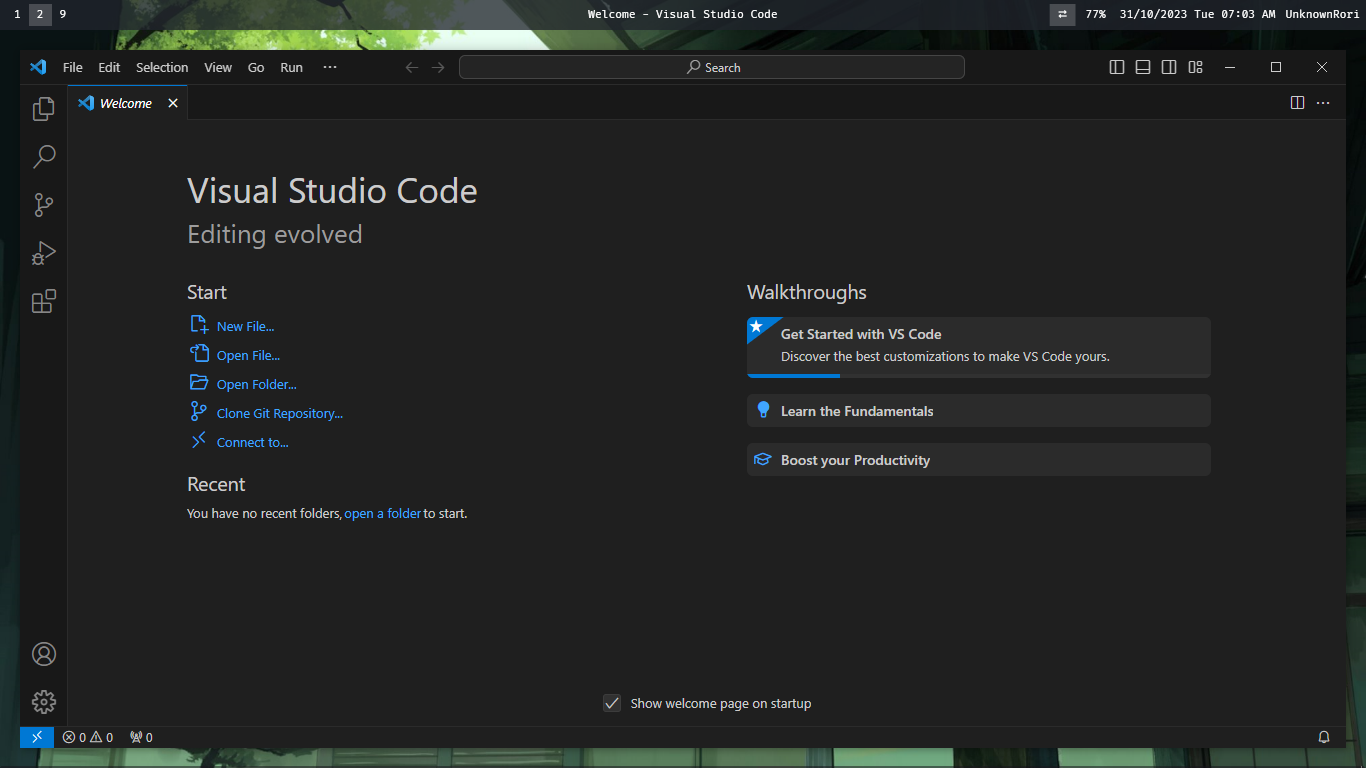 1 2 9 Welcome - Visual Studio Code 77% 31/10/2023 Tue 07:03 AM UnknownRori
File Edit Selection View Go Run ··· Search
Welcome
Visual Studio Code
Editing evolved
Start
New File...
Open File...
Open Folder...
Clone Git Repository...
Connect to...
Recent
You have no recent folders, open a folder to start.
Walkthroughs
Get Started with VS Code
Discover the best customizations to make VS Code yours.
Learn the Fundamentals
Boost your Productivity
Show welcome page on startup
0 0 0